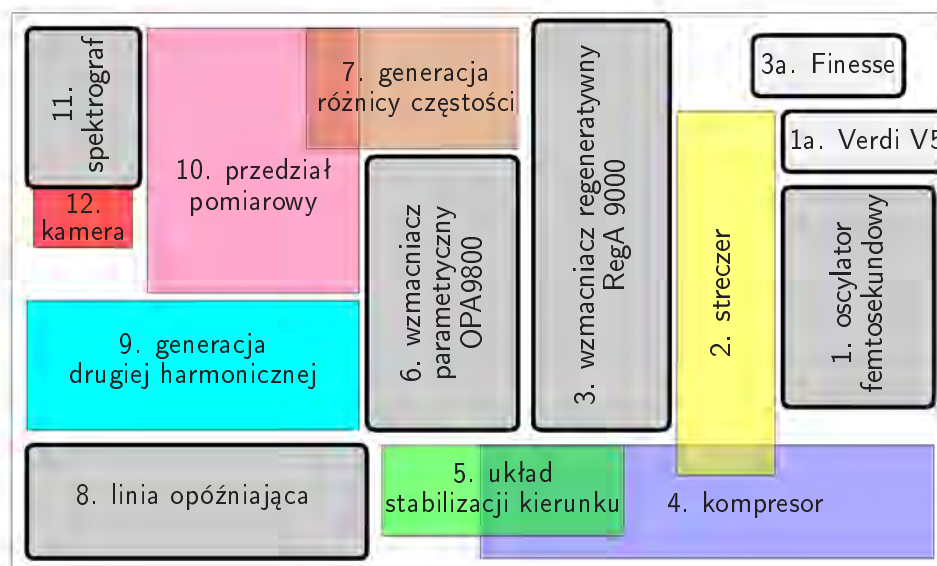 11.
spektrograf
12.
kamera
10. przedział
pomiarowy
7. generacja
różnicy częstości
9. generacja
drugiej harmonicznej
8. linia opóźniająca
6. wzmacniacz
parametryczny
OPA9800
3. wzmacniacz regeneratywny
RegA 9000
5. układ
stabilizacji kierunku
4. kompresor
2. streczer
3a. Finesse
1a. Verdi V5
1. oscylator
femtosekundowy